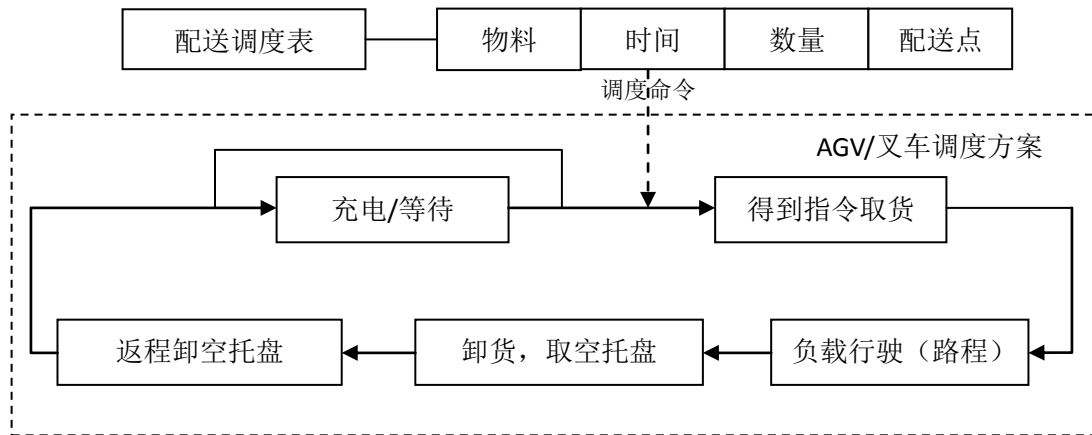 配送调度表 物料 时间 数量 配送点
调度命令
AGV/叉车调度方案
充电/等待 得到指令取货
返程卸空托盘 卸货，取空托盘 负载行驶（路程）